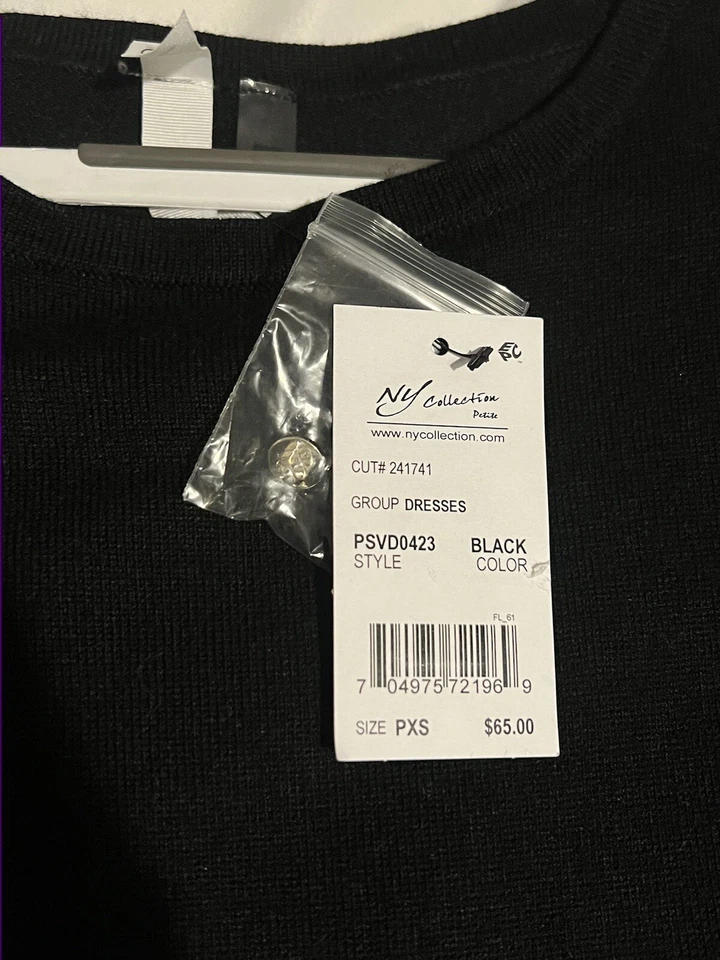 EPC
NY Collection
Petite
www.nycollection.com
CUT# 241741
GROUP DRESSES
PSVD0423 BLACK
STYLE COLOR
FL_61
7 04975 72196 9
SIZE PXS $65.00